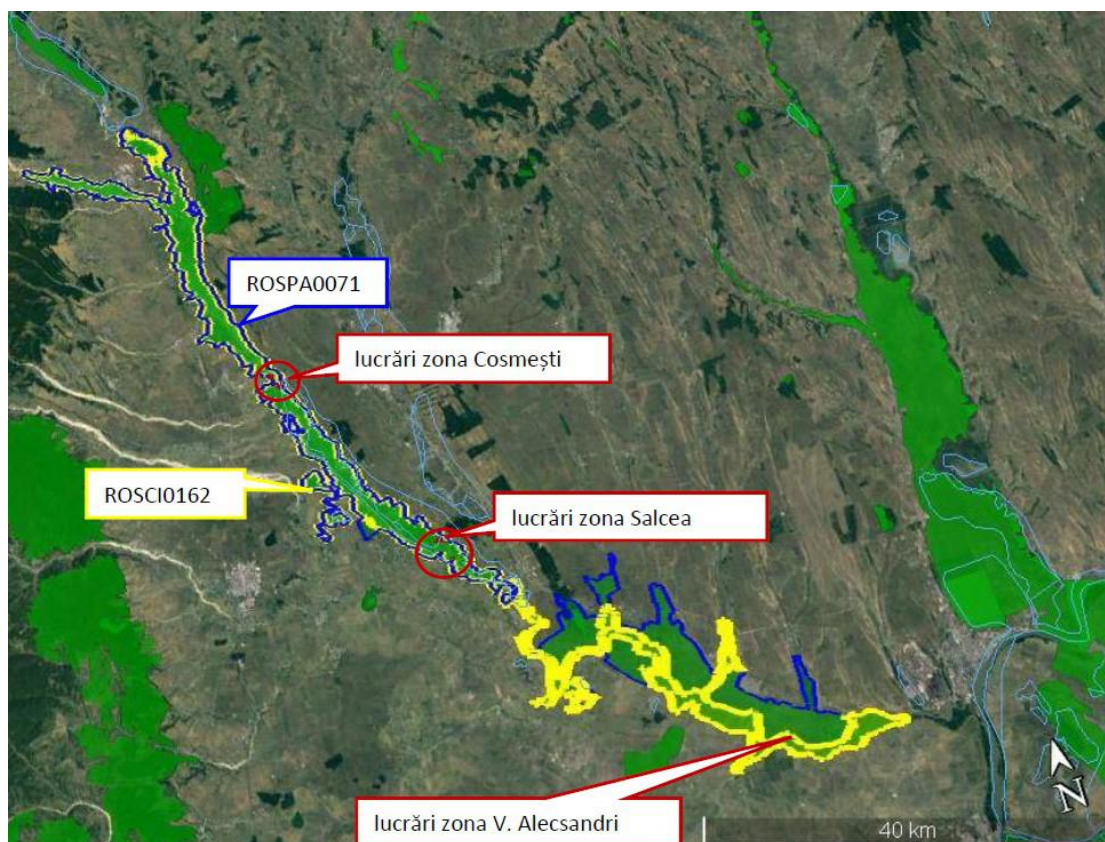 ROSPA0071
lucrări zona Cosmești
ROSCI0162
lucrări zona Salcea
lucrări zona V. Alecsandri
40 km
N